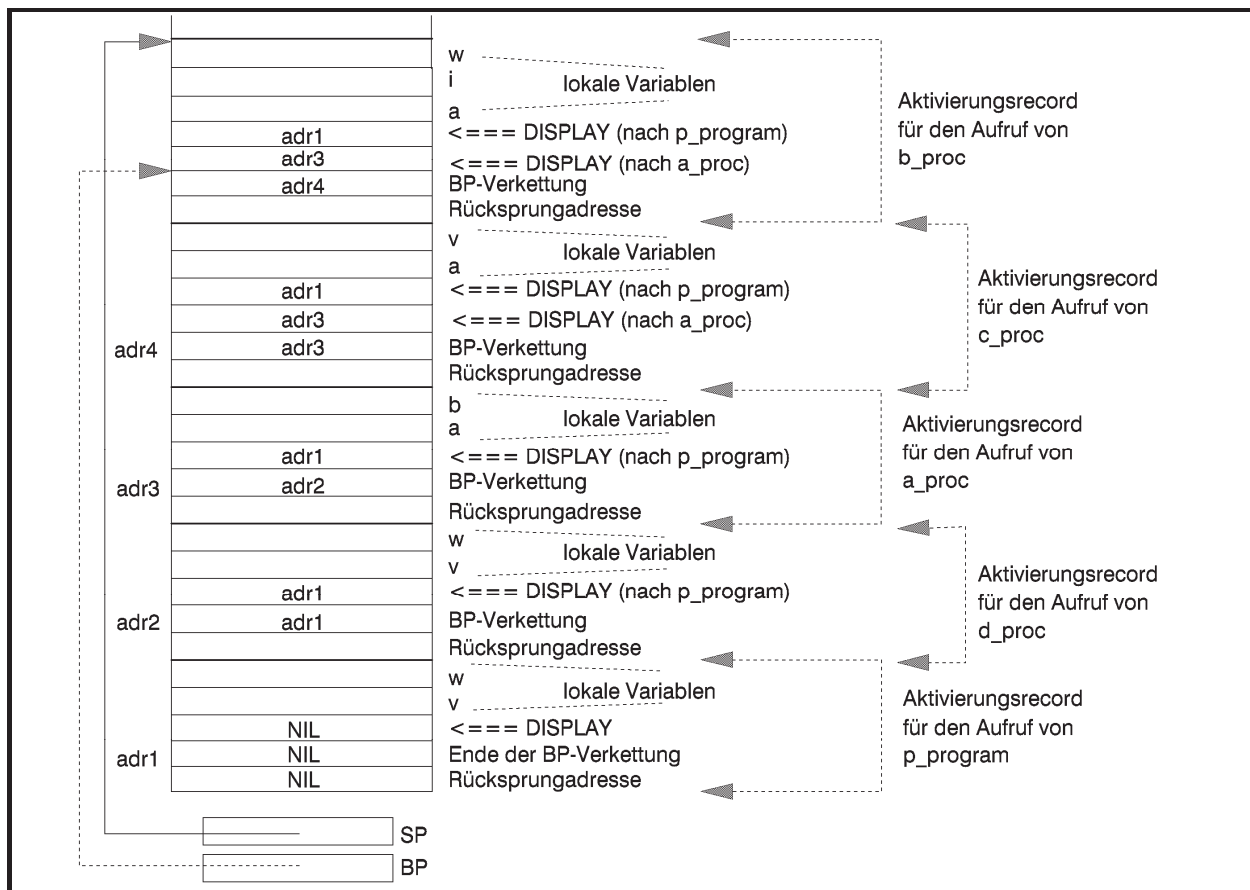 w
i
lokale Variablen
a
adr1 <=== DISPLAY (nach p_program)
adr3 <=== DISPLAY (nach a_proc)
adr4 BP-Verkettung
Rücksprungadresse
Aktivierungsrecord
für den Aufruf von
b_proc
v
lokale Variablen
a
adr1 <=== DISPLAY (nach p_program)
adr3 <=== DISPLAY (nach a_proc)
adr4 adr3 BP-Verkettung
Rücksprungadresse
Aktivierungsrecord
für den Aufruf von
c_proc
b
lokale Variablen
a
adr1 <=== DISPLAY (nach p_program)
adr3 adr2 BP-Verkettung
Rücksprungadresse
Aktivierungsrecord
für den Aufruf von
a_proc
w
lokale Variablen
v
adr1 <=== DISPLAY (nach p_program)
adr2 adr1 BP-Verkettung
Rücksprungadresse
Aktivierungsrecord
für den Aufruf von
d_proc
w
lokale Variablen
v
NIL <=== DISPLAY
adr1 NIL Ende der BP-Verkettung
NIL Rücksprungadresse
Aktivierungsrecord
für den Aufruf von
p_program
SP
BP